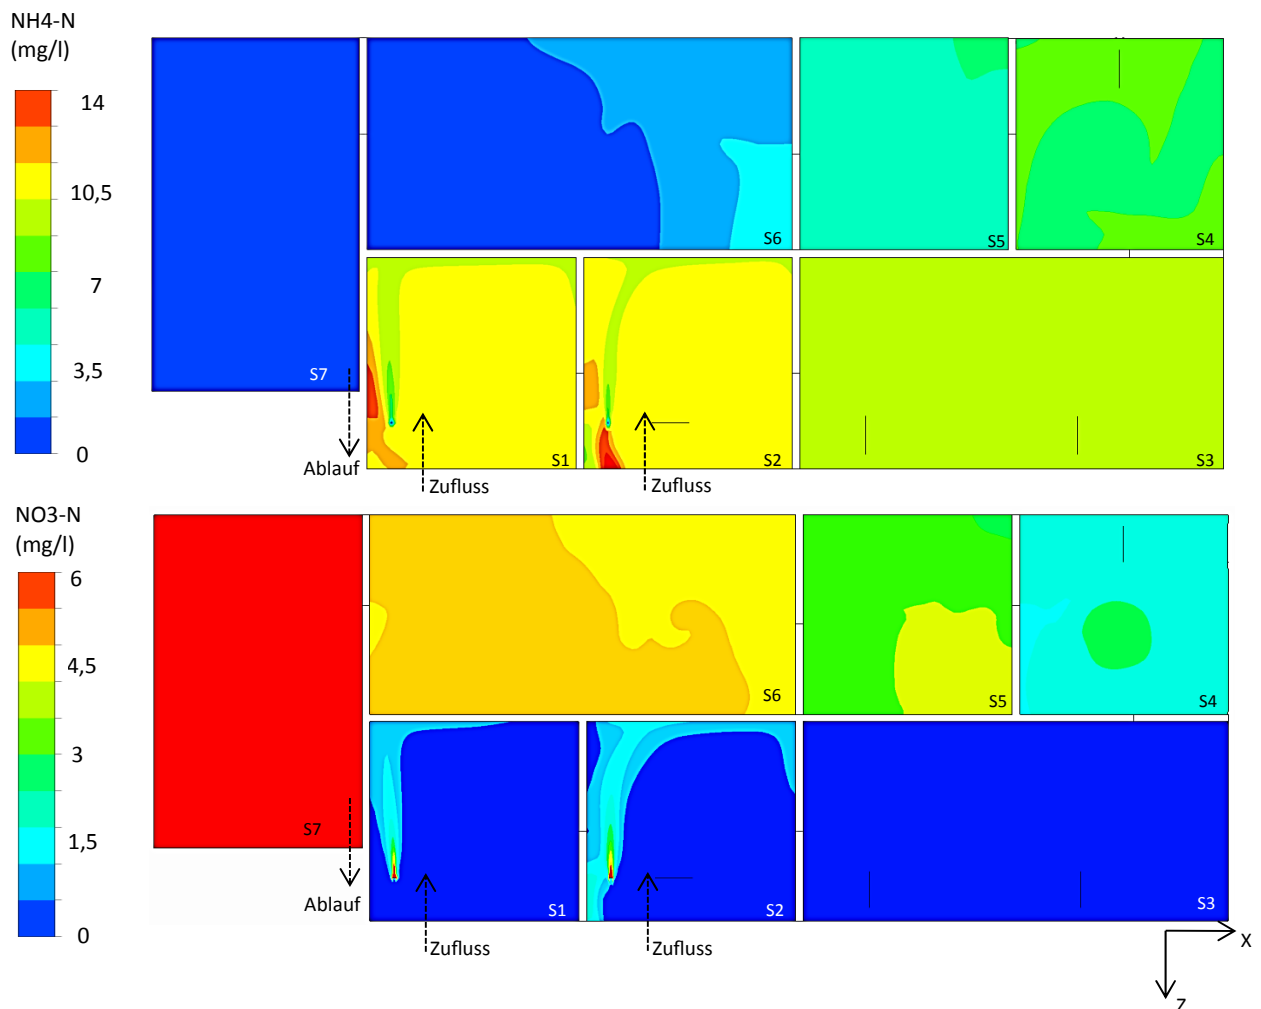 NH4-N
(mg/l)
14
10,5
7
3,5
0
S6
S5
S4
S7
Ablauf
S1
S2
S3
Zufluss
Zufluss
NO3-N
(mg/l)
6
4,5
3
1,5
0
S6
S5
S4
S7
Ablauf
S1
S2
S3
Zufluss
Zufluss
X
Z